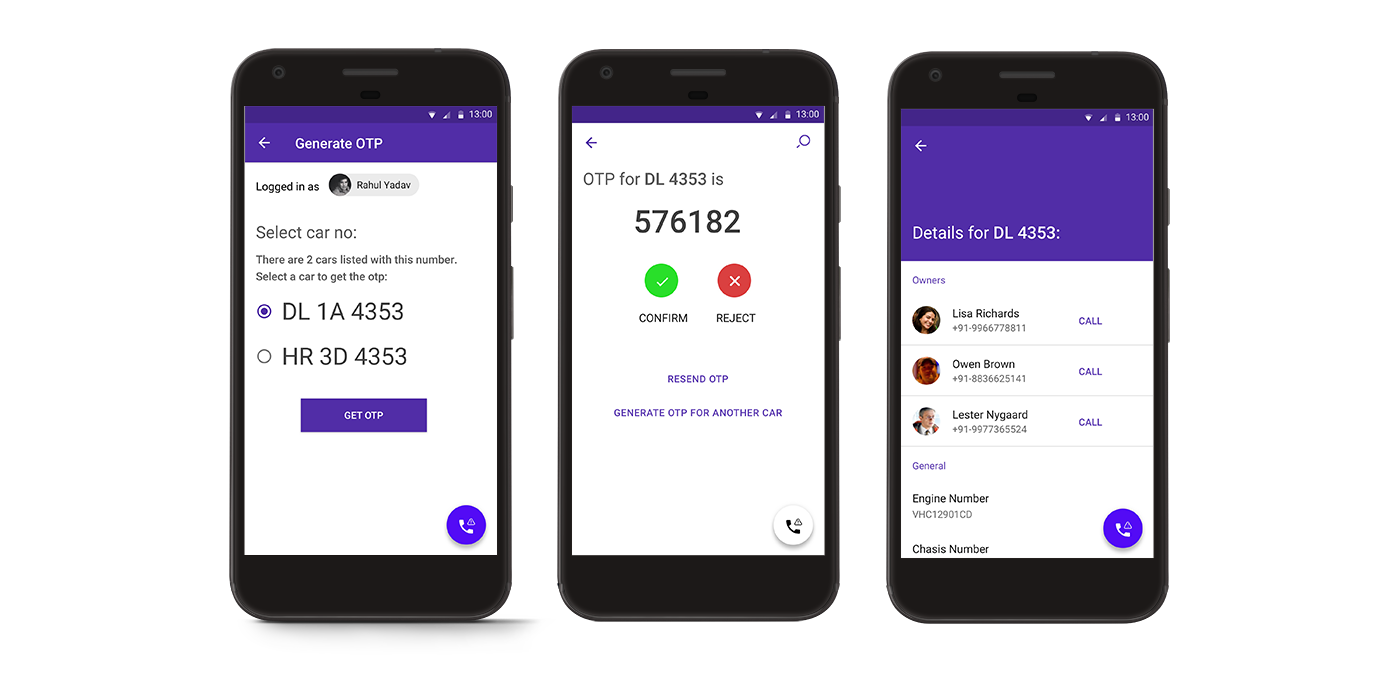 13:00
Generate OTP
Logged in as Rahul Yadav
Select car no:
There are 2 cars listed with this number.
Select a car to get the otp:
DL 1A 4353
HR 3D 4353
GET OTP
13:00
OTP for DL 4353 is
576182
CONFIRM REJECT
RESEND OTP
GENERATE OTP FOR ANOTHER CAR
13:00
Details for DL 4353:
Owners
Lisa Richards
+91-9966778811
CALL
Owen Brown
+91-8836625141
CALL
Lester Nygaard
+91-9977365524
CALL
General
Engine Number
VHC12901CD
Chasis Number